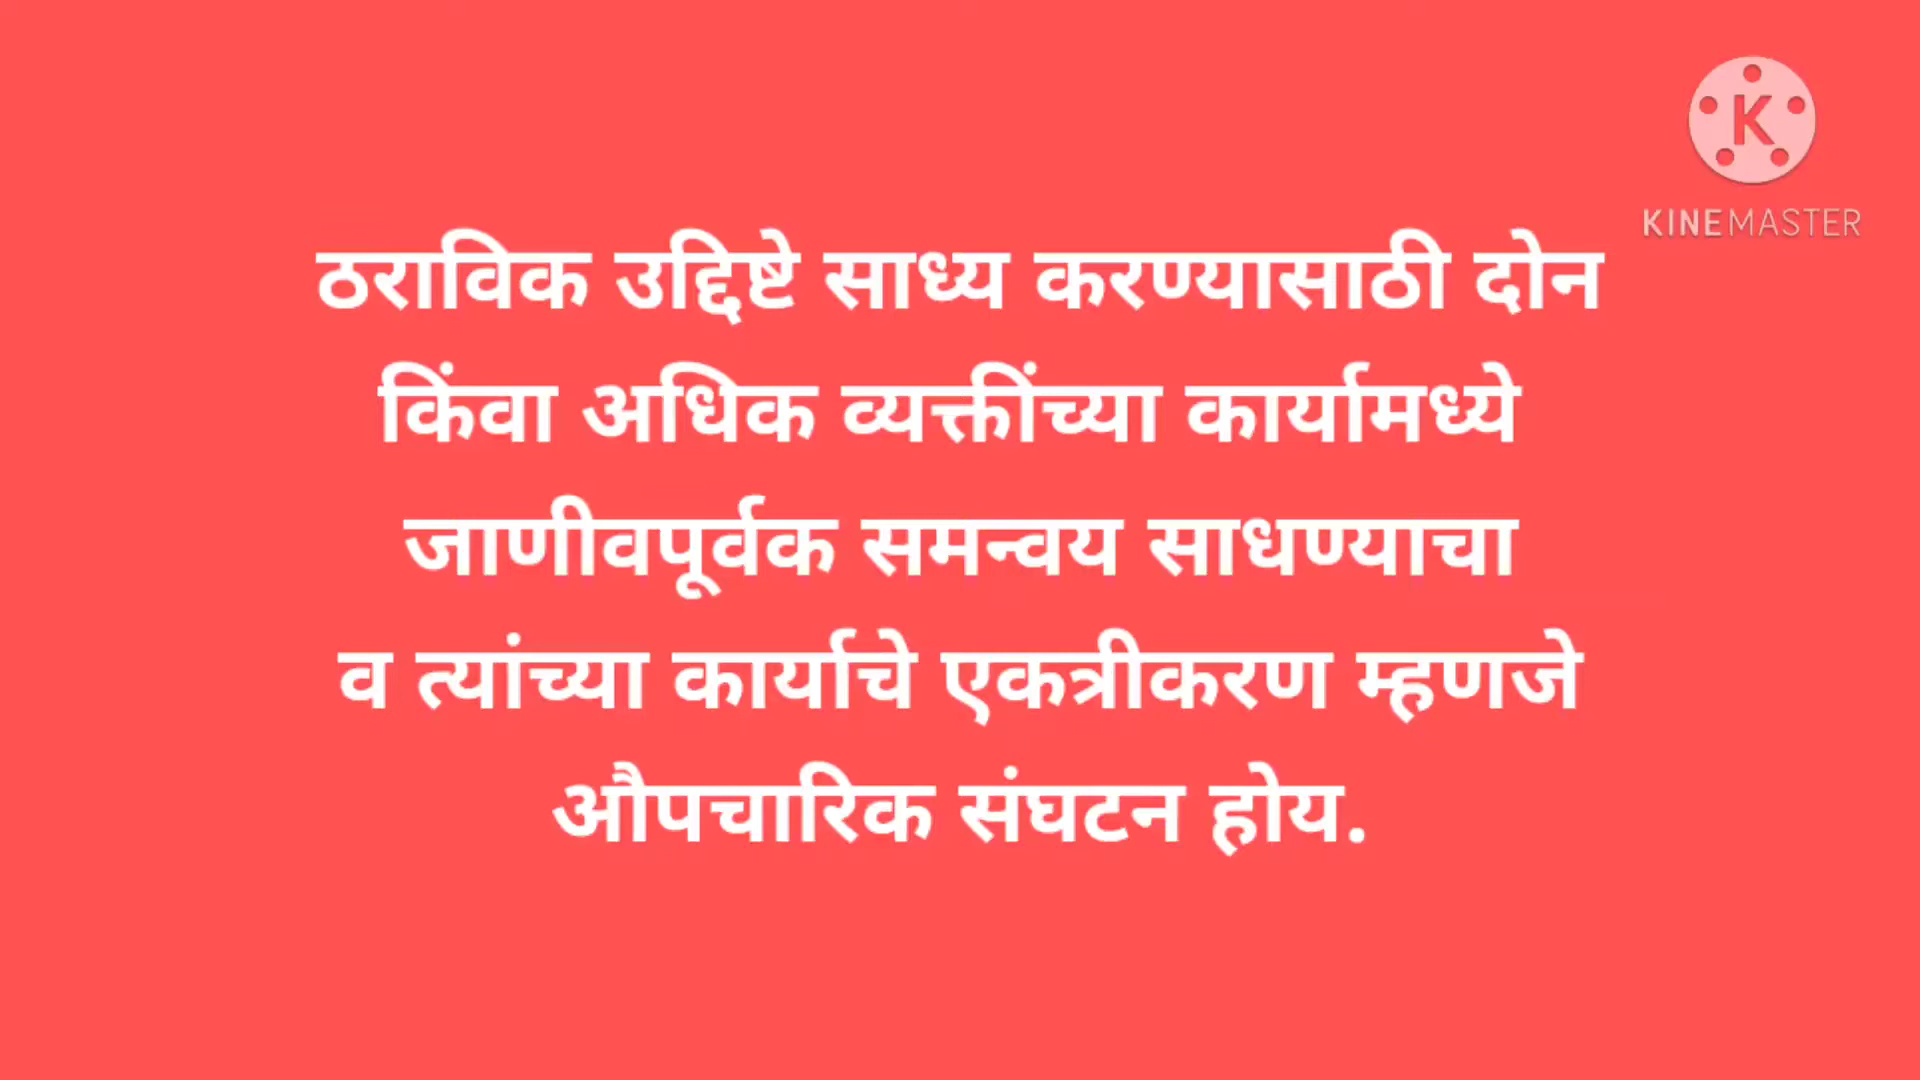 KINEMASTER
ठराविक उद्दिष्टे साध्य करण्यासाठी दोन
किंवा अधिक व्यक्तींच्या कार्यामध्ये
जाणीवपूर्वक समन्वय साधण्याचा
व त्यांच्या कार्याचे एकत्रीकरण म्हणजे
औपचारिक संघटन होय.